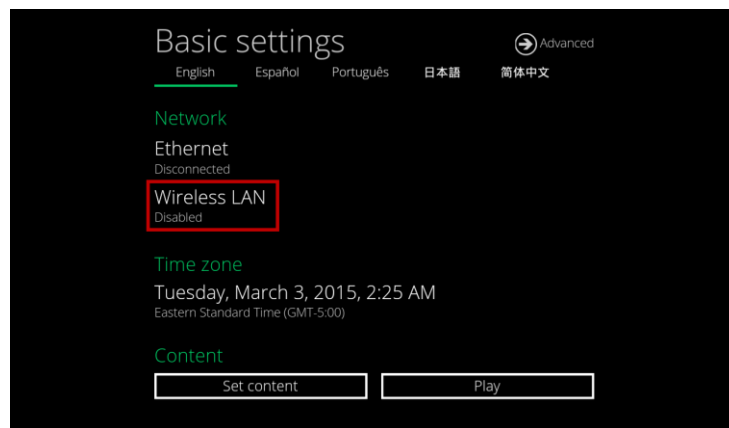 Basic settings
Advanced
English Español Português 日本語 简体中文
Network
Ethernet
Disconnected
Wireless LAN
Disabled
Time zone
Tuesday, March 3, 2015, 2:25 AM
Eastern Standard Time (GMT-5:00)
Content
Set content Play